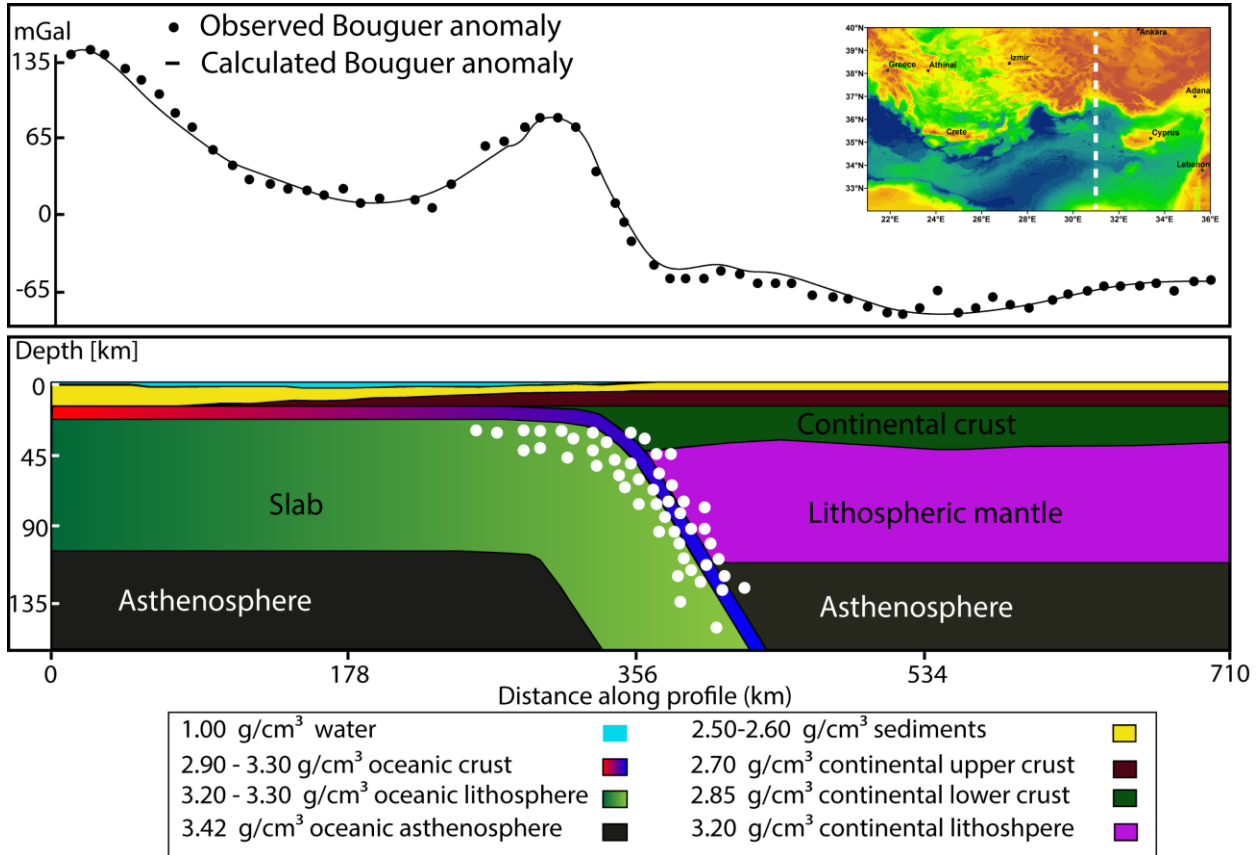 mGal
● Observed Bouguer anomaly
— Calculated Bouguer anomaly
135
65
0
-65
40°N
39°N
38°N
37°N
36°N
35°N
34°N
33°N
22°E 24°E 26°E 28°E 30°E 32°E 34°E 36°E
Ankara
Greece Athinai Izmir
Adana
Crete Cyprus
Lebanon
Depth [km]
0
45
90
135
Continental crust
Slab
Lithospheric mantle
Asthenosphere
Asthenosphere
0 178 356 534 710
Distance along profile (km)
1.00 g/cm³ water
2.90 - 3.30 g/cm³ oceanic crust
3.20 - 3.30 g/cm³ oceanic lithosphere
3.42 g/cm³ oceanic asthenosphere
2.50-2.60 g/cm³ sediments
2.70 g/cm³ continental upper crust
2.85 g/cm³ continental lower crust
3.20 g/cm³ continental lithoshpere